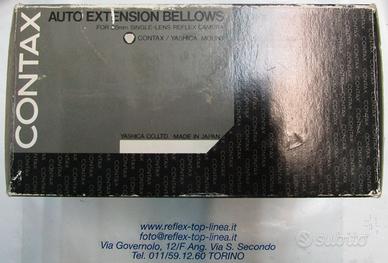 CONTAX
AUTO EXTENSION BELLOWS
FOR 35mm SINGLE-LENS REFLEX CAMERA
CONTAX / YASHICA MOUNT
YASHICA CO.,LTD. MADE IN JAPAN
www.reflex-top-linea.it
foto@reflex-top-linea.it
Via Governolo, 12/F Ang. Via S. Secondo
Tel. 011/59.12.60 TORINO
subito